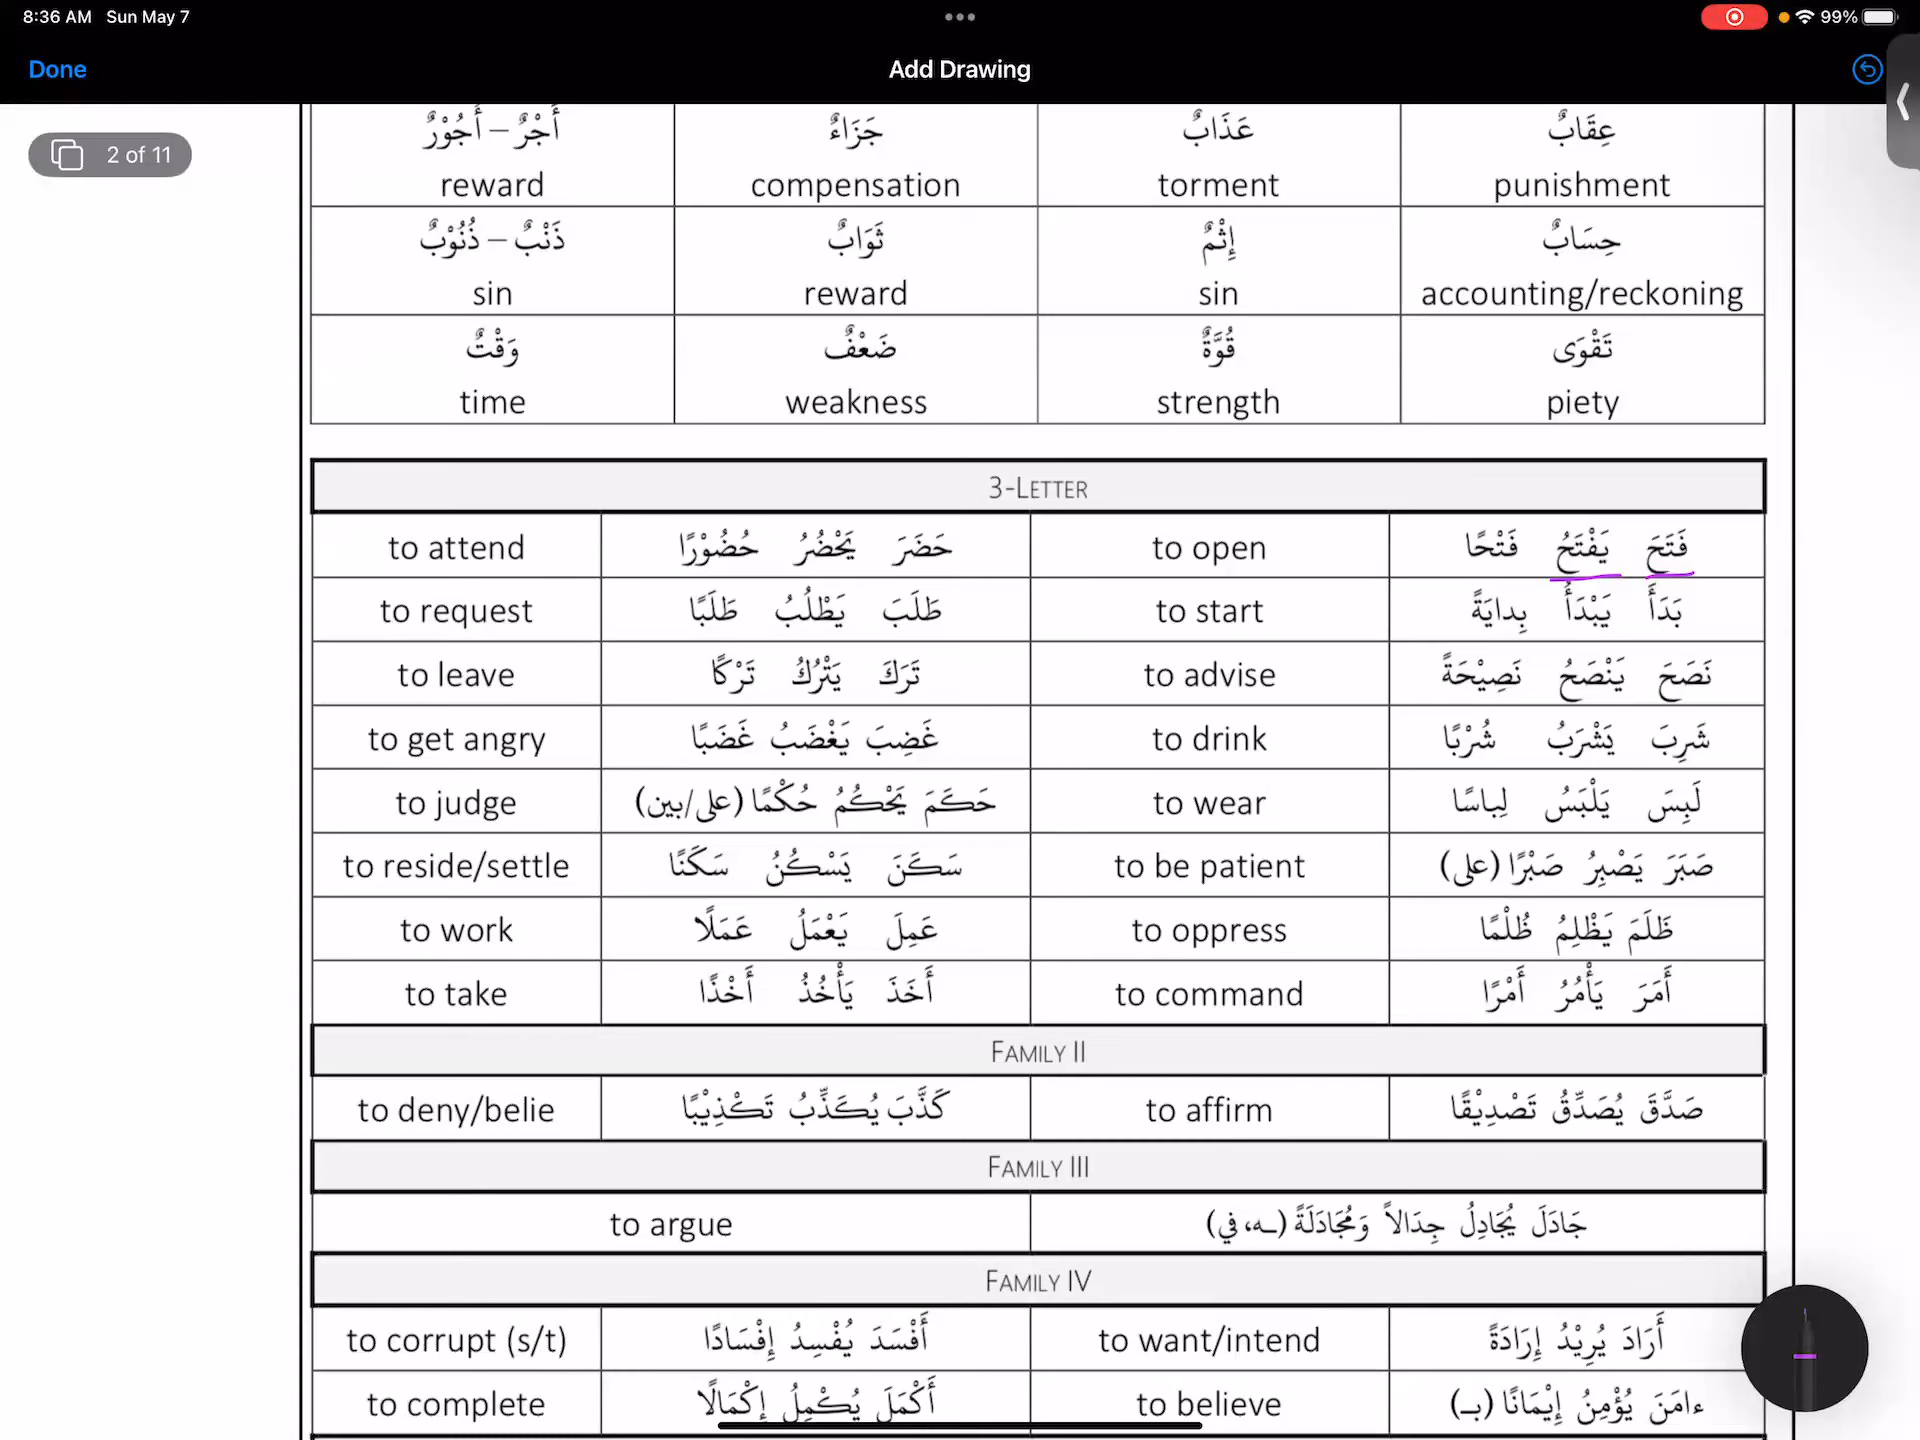 8:36 AM Sun May 7
99%
Done
Add Drawing
2 of 11
أَجْرٌ – أُجُوْرٌ
جَزَاءٌ
عَذَابٌ
عِقَابٌ
reward
compensation
torment
punishment
ذَنْبٌ – ذُنُوْبٌ
ثَوَابٌ
إِثْمٌ
حِسَابٌ
sin
reward
sin
accounting/reckoning
وَقْتٌ
ضَعْفٌ
قُوَّةٌ
تَقْوَى
time
weakness
strength
piety
3-LETTER
to attend
حَضَرَ يَحْضُرُ حُضُوْرًا
to open
فَتَحَ يَفْتَحُ فَتْحًا
to request
طَلَبَ يَطْلُبُ طَلَبًا
to start
بَدَأَ يَبْدَأُ بِدايَةً
to leave
تَرَكَ يَتْرُكُ تَرْكًا
to advise
نَصَحَ يَنْصَحُ نَصِيْحَةً
to get angry
غَضِبَ يَغْضَبُ غَضَبًا
to drink
شَرِبَ يَشْرَبُ شُرْبًا
to judge
حَكَمَ يَحْكُمُ حُكْمًا (على/بين)
to wear
لَبِسَ يَلْبَسُ لِباسًا
to reside/settle
سَكَنَ يَسْكُنُ سَكَنًا
to be patient
صَبَرَ يَصْبِرُ صَبْرًا (على)
to work
عَمِلَ يَعْمَلُ عَمَلًا
to oppress
ظَلَمَ يَظْلِمُ ظُلْمًا
to take
أَخَذَ يَأْخُذُ أَخْذًا
to command
أَمَرَ يَأْمُرُ أَمْرًا
FAMILY II
to deny/belie
كَذَّبَ يُكَذِّبُ تَكْذِيْبًا
to affirm
صَدَّقَ يُصَدِّقُ تَصْدِيْقًا
FAMILY III
to argue
جَادَلَ يُجَادِلُ جِدَالاً وَمُجَادَلَةً (ـه، في)
FAMILY IV
to corrupt (s/t)
أَفْسَدَ يُفْسِدُ إِفْسَادًا
to want/intend
أَرَادَ يُرِيْدُ إِرَادَةً
to complete
أَكْمَلَ يُكْمِلُ إِكْمَالًا
to believe
ءامَنَ يُؤْمِنُ إِيْمَانًا (بـ)